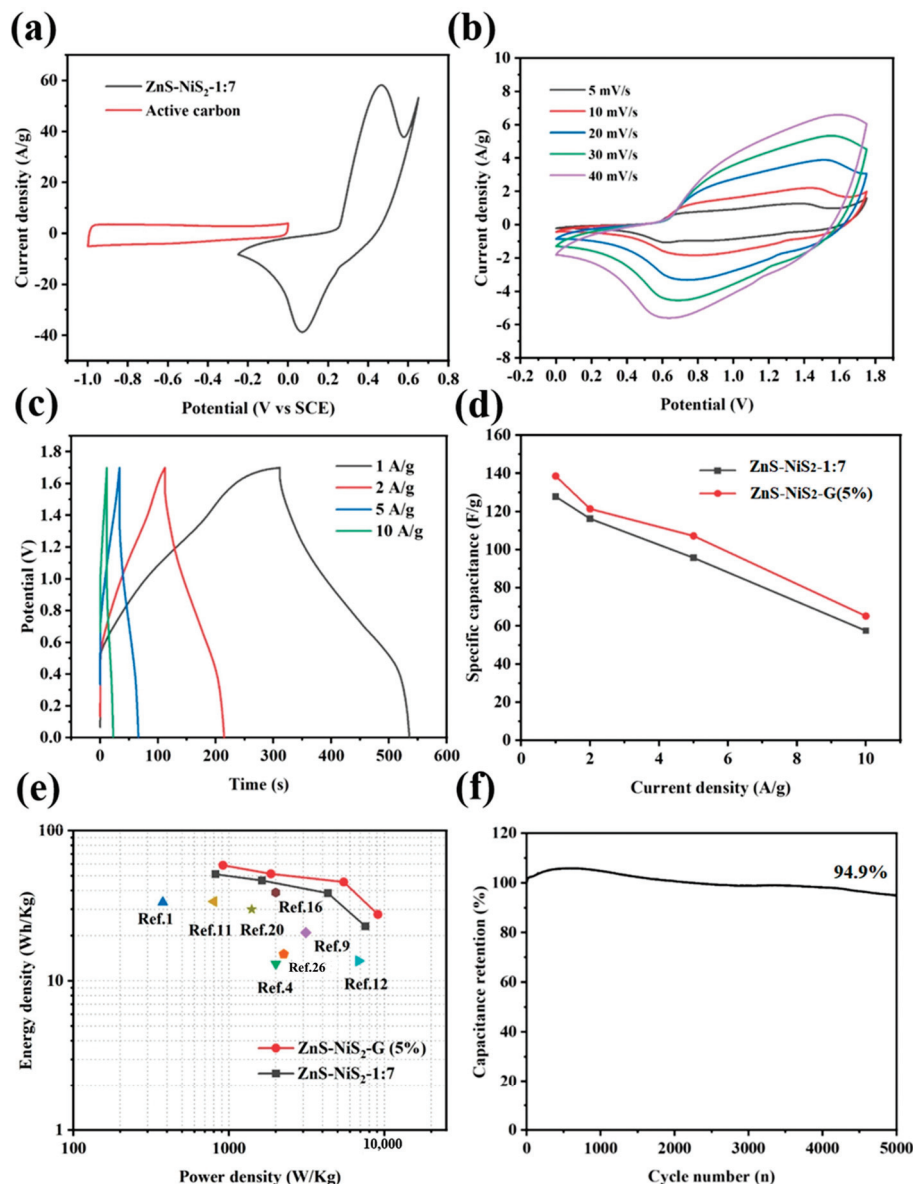 (a)
ZnS-NiS₂-1:7
Active carbon
60
40
20
0
-20
-40
-1.0 -0.8 -0.6 -0.4 -0.2 0.0 0.2 0.4 0.6 0.8
Current density (A/g)
Potential (V vs SCE)
(b)
5 mV/s
10 mV/s
20 mV/s
30 mV/s
40 mV/s
10
8
6
4
2
0
-2
-4
-6
-8
-0.2 0.0 0.2 0.4 0.6 0.8 1.0 1.2 1.4 1.6 1.8
Current density (A/g)
Potential (V)
(c)
1 A/g
2 A/g
5 A/g
10 A/g
1.8
1.6
1.4
1.2
1.0
0.8
0.6
0.4
0.2
0.0
0 100 200 300 400 500 600
Potential (V)
Time (s)
(d)
ZnS-NiS₂-1:7
ZnS-NiS₂-G(5%)
160
140
120
100
80
60
40
20
0
0 2 4 6 8 10
Specific capacitance (F/g)
Current density (A/g)
(e)
100
10
1
100 1000 10,000
Energy density (Wh/Kg)
Power density (W/Kg)
Ref.1
Ref.11
Ref.20
Ref.16
Ref.9
Ref.26
Ref.4
Ref.12
ZnS-NiS₂-G (5%)
ZnS-NiS₂-1:7
(f)
94.9%
120
100
80
60
40
20
0
0 1000 2000 3000 4000 5000
Capacitance retention (%)
Cycle number (n)